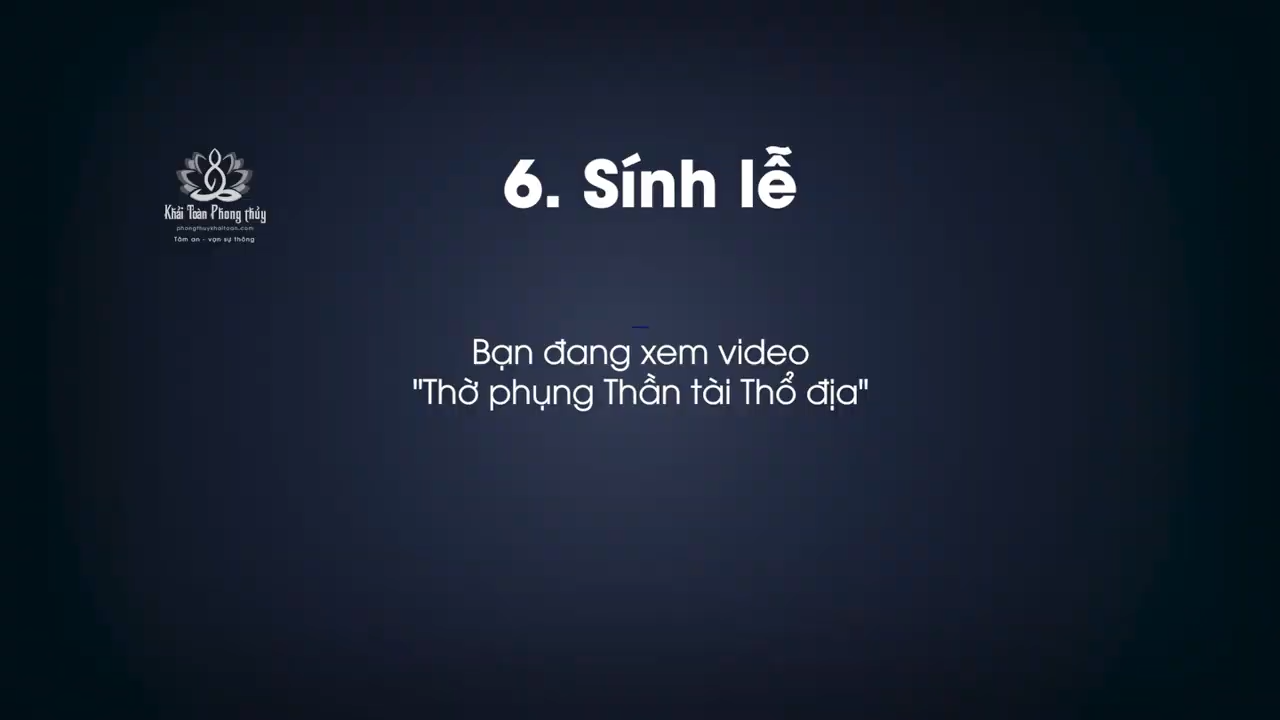 6. Sính lễ
Khải Toàn Phong thủy
phongthuykhaitoan.com
Tâm an - vạn sự thông
Bạn đang xem video
"Thờ phụng Thần tài Thổ địa"